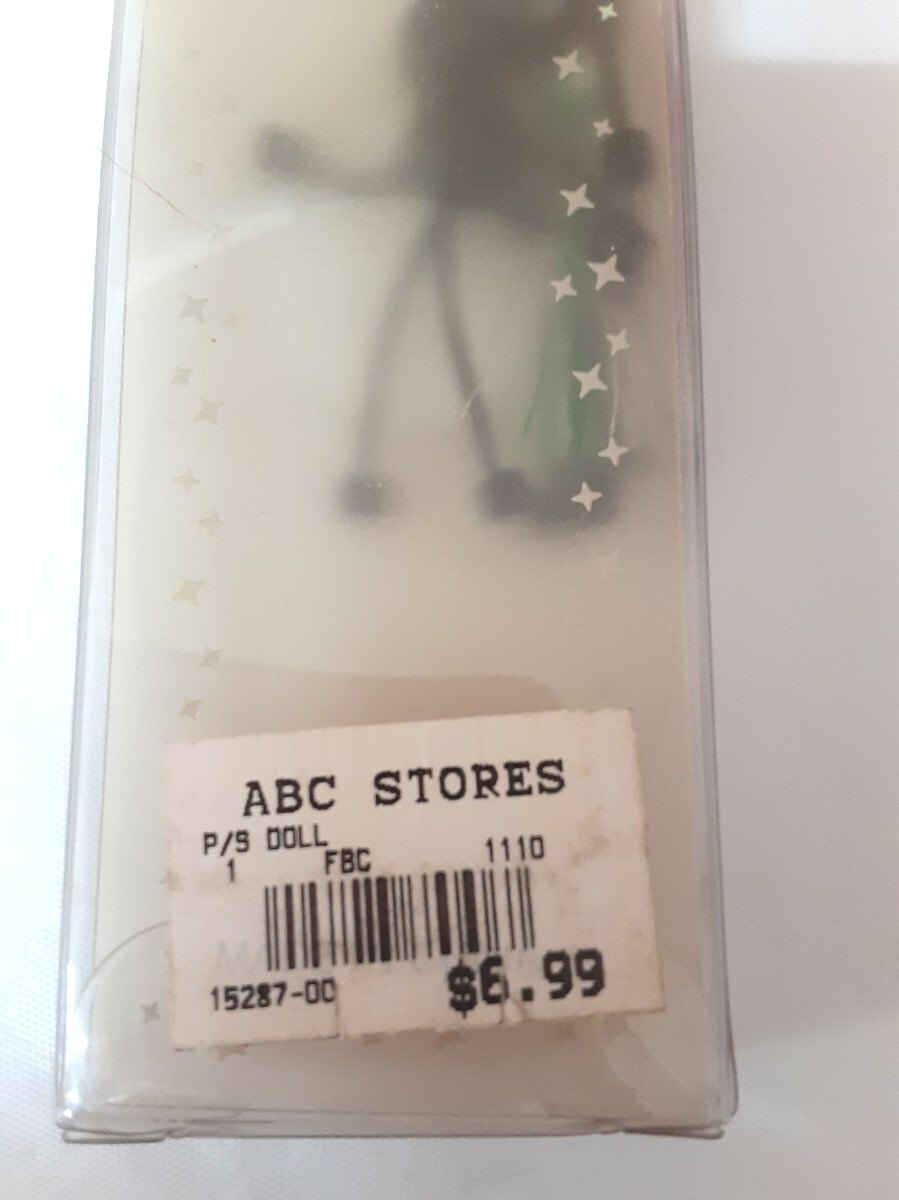 ABC STORES
P/S DOLL
1 FBC 1110
15287-00 $6.99